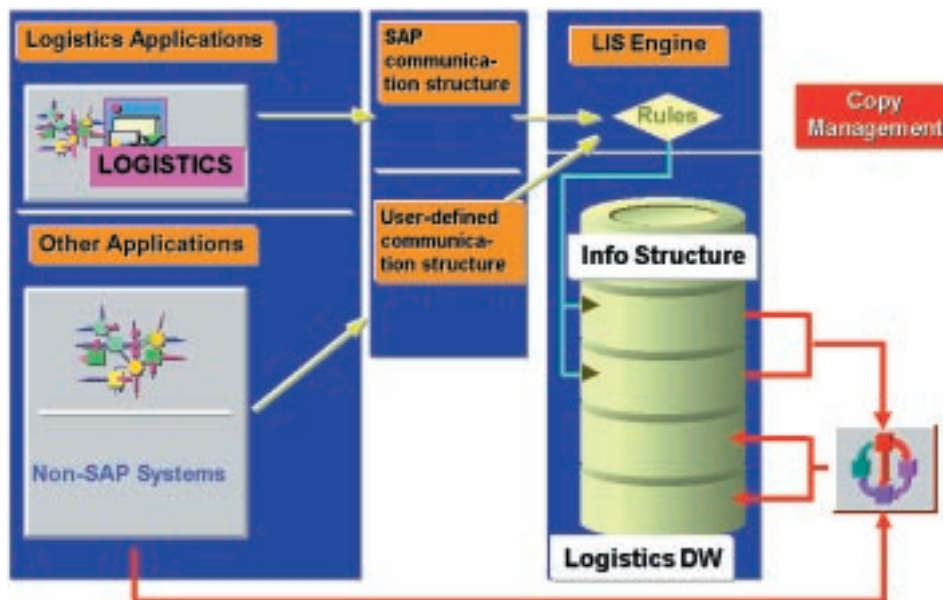 Logistics Applications
LOGISTICS
Other Applications
Non-SAP Systems
SAP
communica-
tion structure
User-defined
communica-
tion structure
LIS Engine
Rules
Info Structure
Logistics DW
Copy
Management